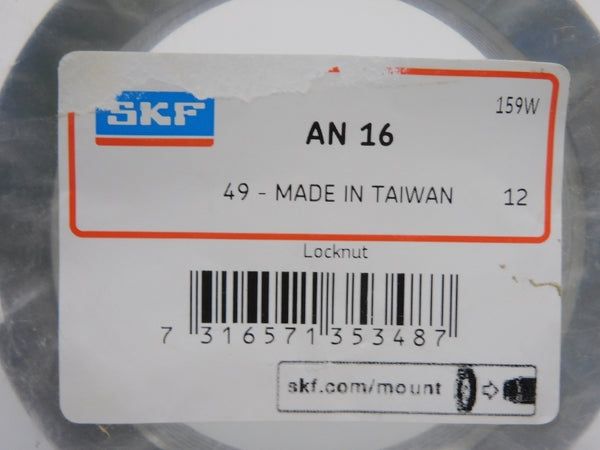 159W
SKF
AN 16
49 - MADE IN TAIWAN 12
Locknut
7 316571 353487
skf.com/mount